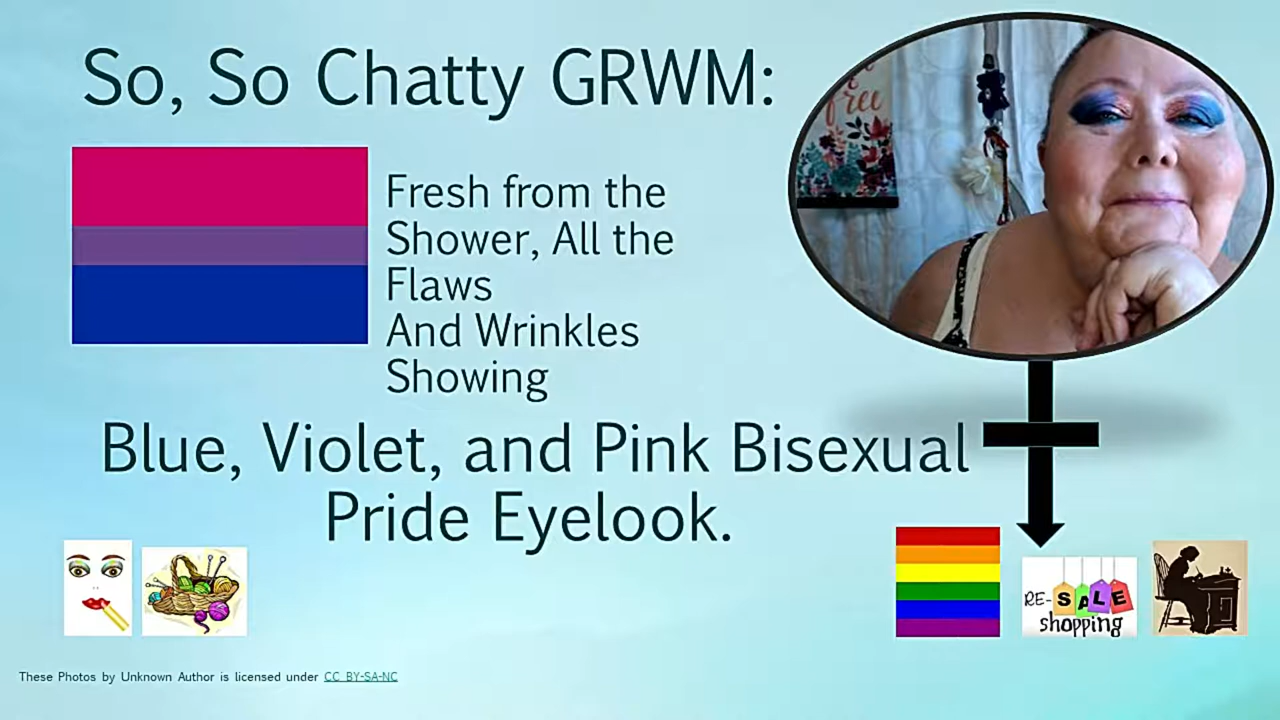 So, So Chatty GRWM:
free
Fresh from the
Shower, All the
Flaws
And Wrinkles
Showing
Blue, Violet, and Pink Bisexual
Pride Eyelook.
RE-SALE
shopping
These Photos by Unknown Author is licensed under CC BY-SA-NC